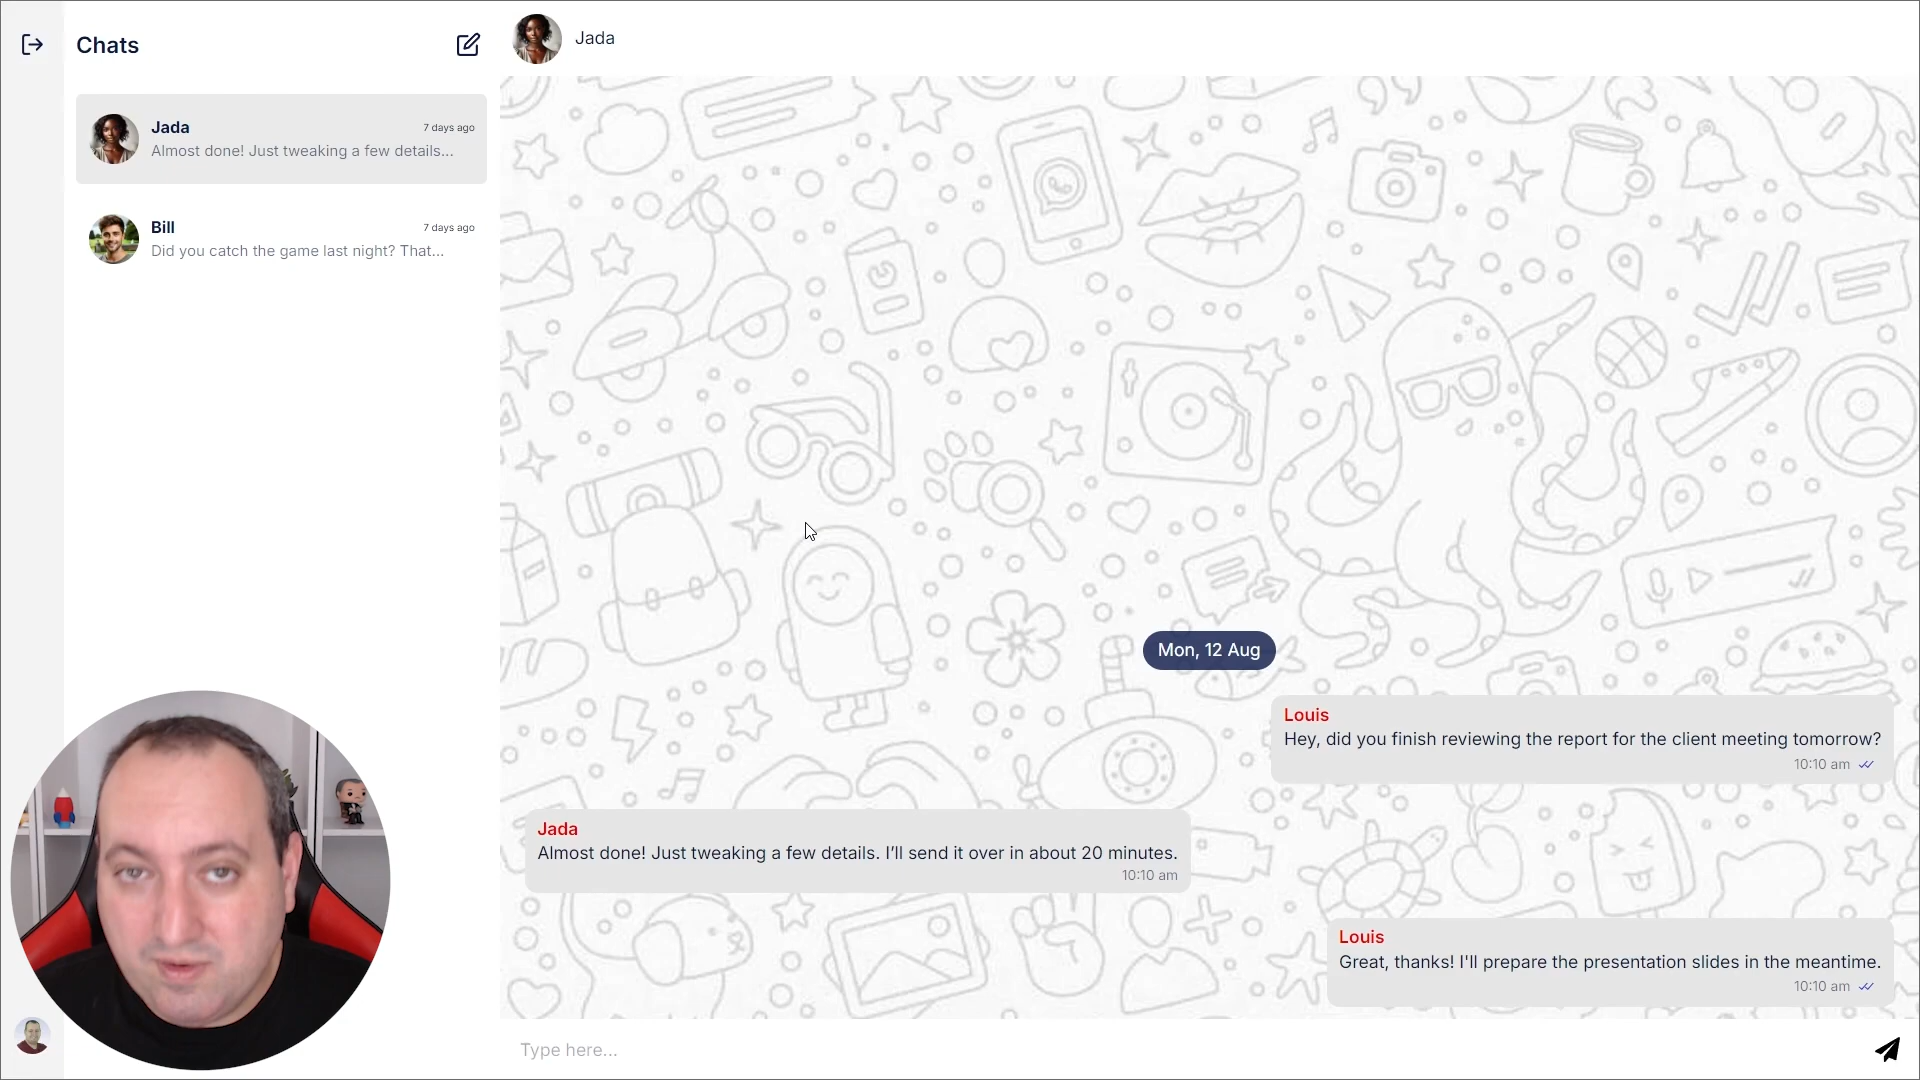 Chats
Jada
7 days ago
Almost done! Just tweaking a few details...
Bill
7 days ago
Did you catch the game last night? That...
Jada
Mon, 12 Aug
Louis
Hey, did you finish reviewing the report for the client meeting tomorrow?
10:10 am
Jada
Almost done! Just tweaking a few details. I’ll send it over in about 20 minutes.
10:10 am
Louis
Great, thanks! I'll prepare the presentation slides in the meantime.
10:10 am
Type here...